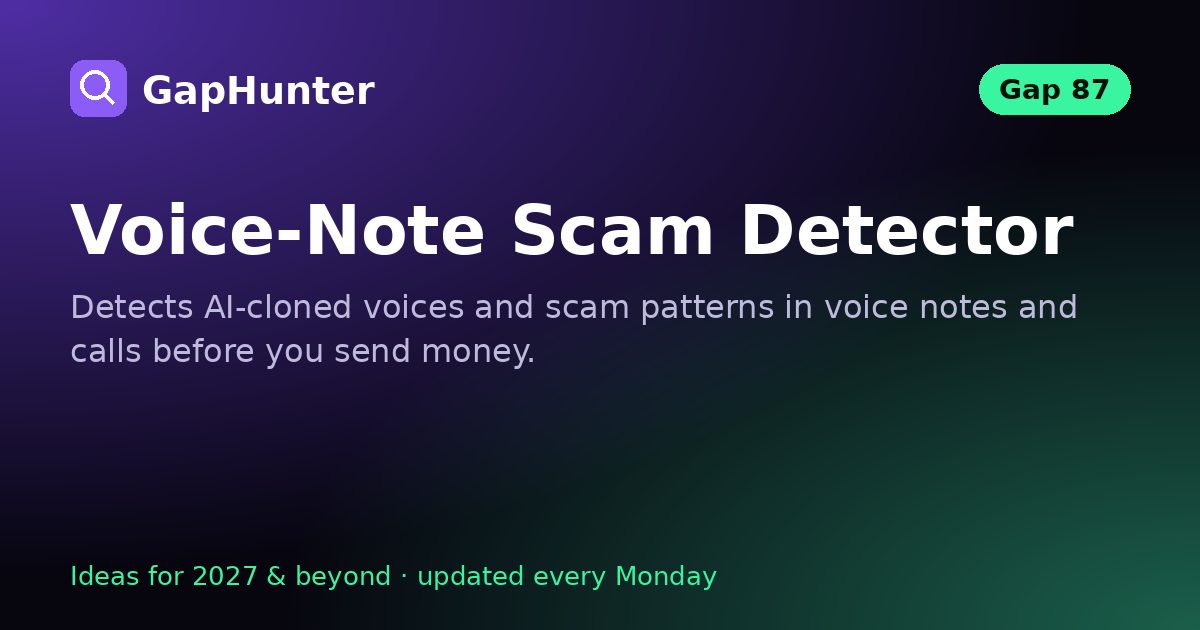 GapHunter
Gap 87
Voice-Note Scam Detector
Detects AI-cloned voices and scam patterns in voice notes and
calls before you send money.
Ideas for 2027 & beyond · updated every Monday